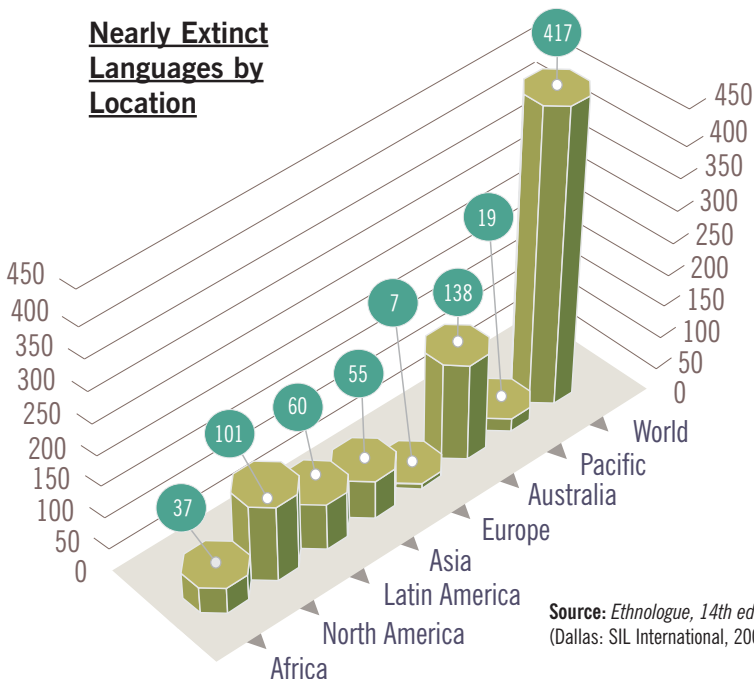 Nearly Extinct
Languages by
Location
417
19
138
7
55
60
101
37
450
400
350
300
250
200
150
100
50
0
450
400
350
300
250
200
150
100
50
0
World
Pacific
Australia
Europe
Asia
Latin America
North America
Africa
Source: Ethnologue, 14th ed
(Dallas: SIL International, 200